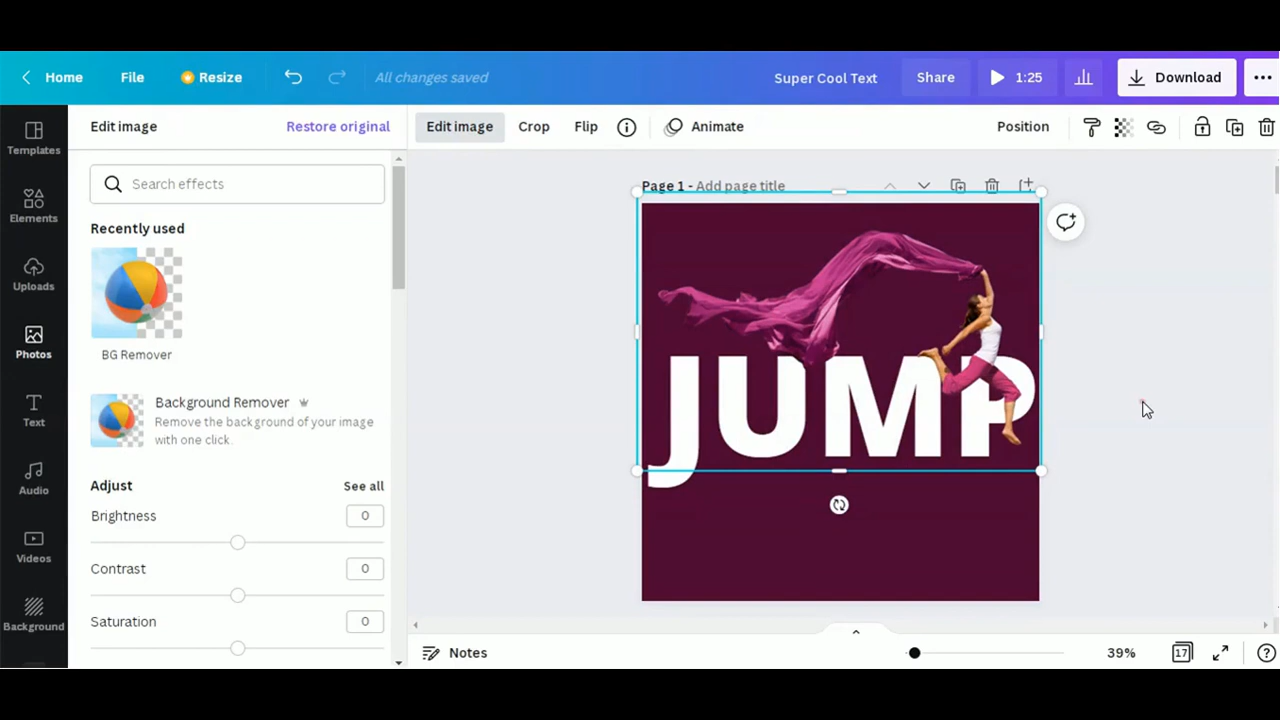 Home File Resize All changes saved Super Cool Text Share 1:25 Download
Templates
Elements
Uploads
Photos
Text
Audio
Videos
Background
Edit image Restore original
Search effects
Recently used
BG Remover
Background Remover
Remove the background of your image
with one click.
Adjust See all
Brightness 0
Contrast 0
Saturation 0
Edit image Crop Flip Animate Position
Page 1 - Add page title
JUMP
Notes 39% 17